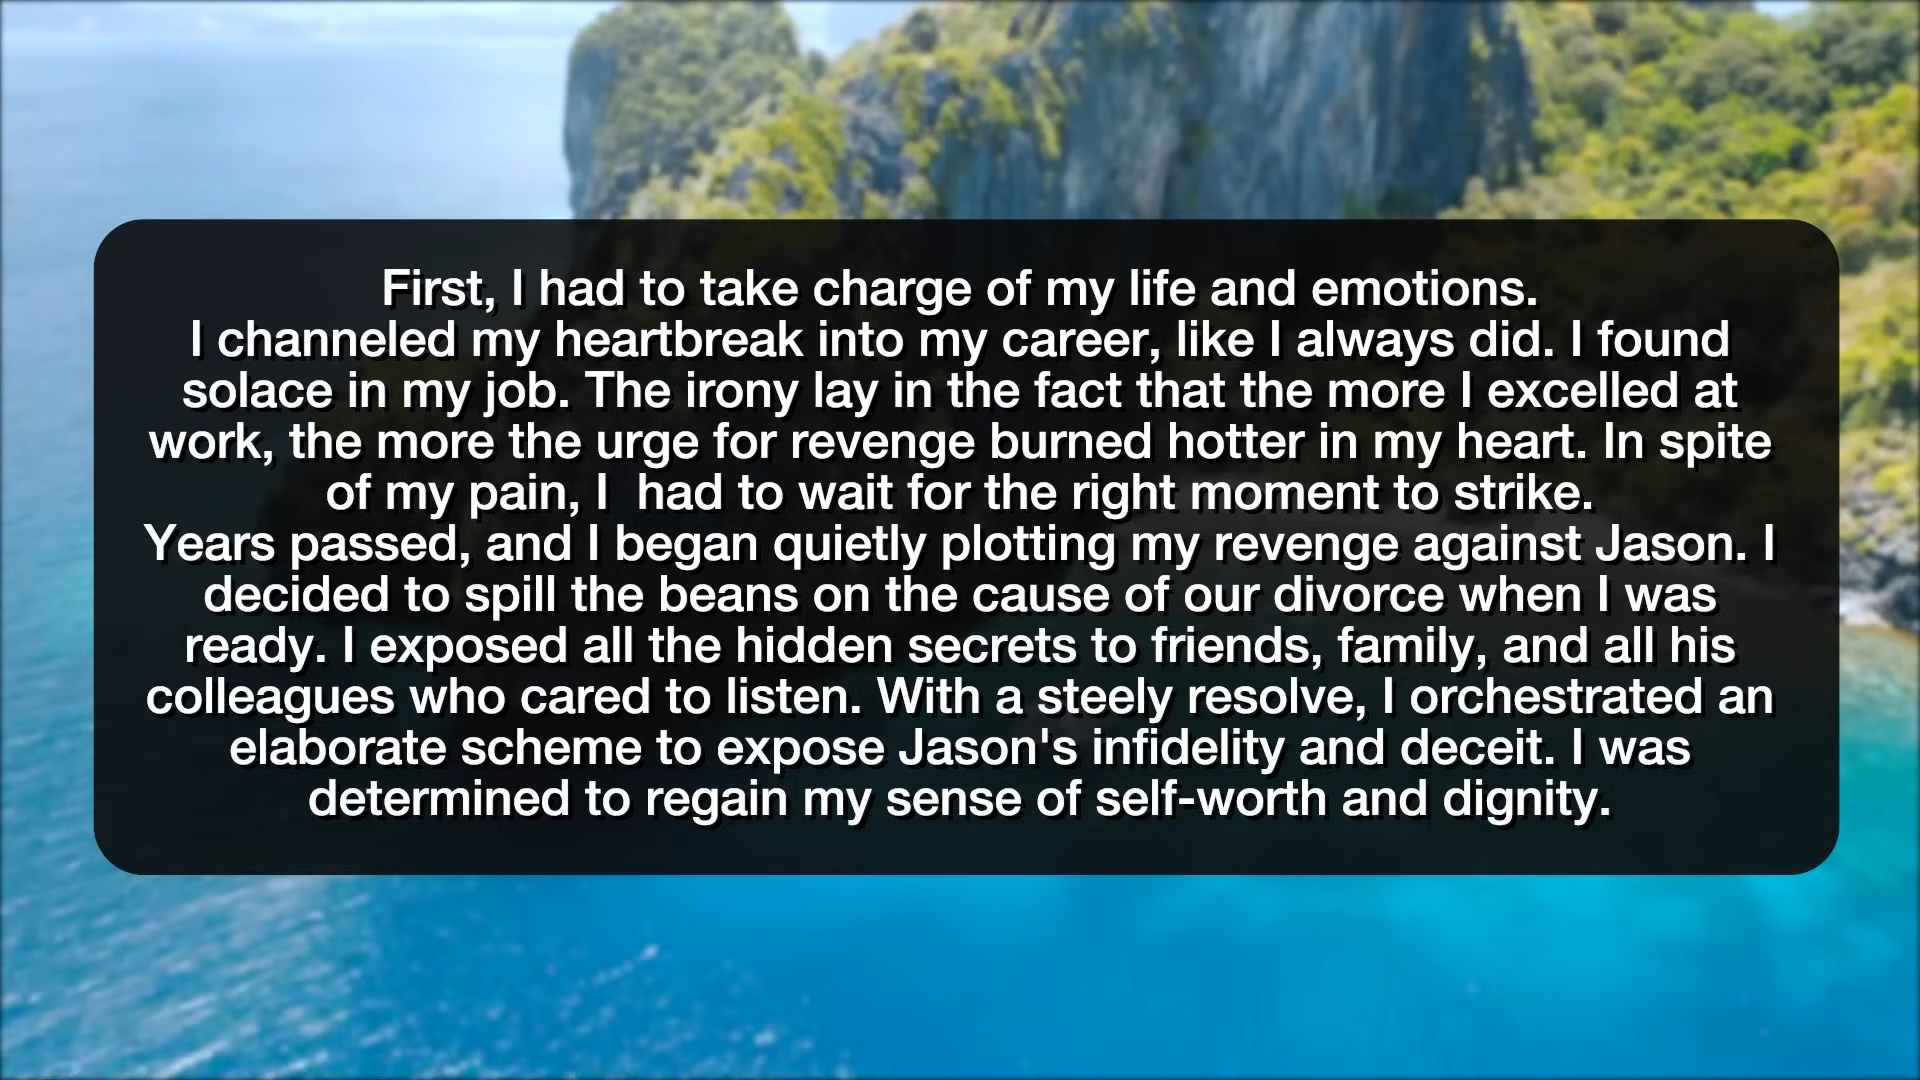 First, I had to take charge of my life and emotions.
I channeled my heartbreak into my career, like I always did. I found
solace in my job. The irony lay in the fact that the more I excelled at
work, the more the urge for revenge burned hotter in my heart. In spite
of my pain, I  had to wait for the right moment to strike.
Years passed, and I began quietly plotting my revenge against Jason. I
decided to spill the beans on the cause of our divorce when I was
ready. I exposed all the hidden secrets to friends, family, and all his
colleagues who cared to listen. With a steely resolve, I orchestrated an
elaborate scheme to expose Jason's infidelity and deceit. I was
determined to regain my sense of self-worth and dignity.